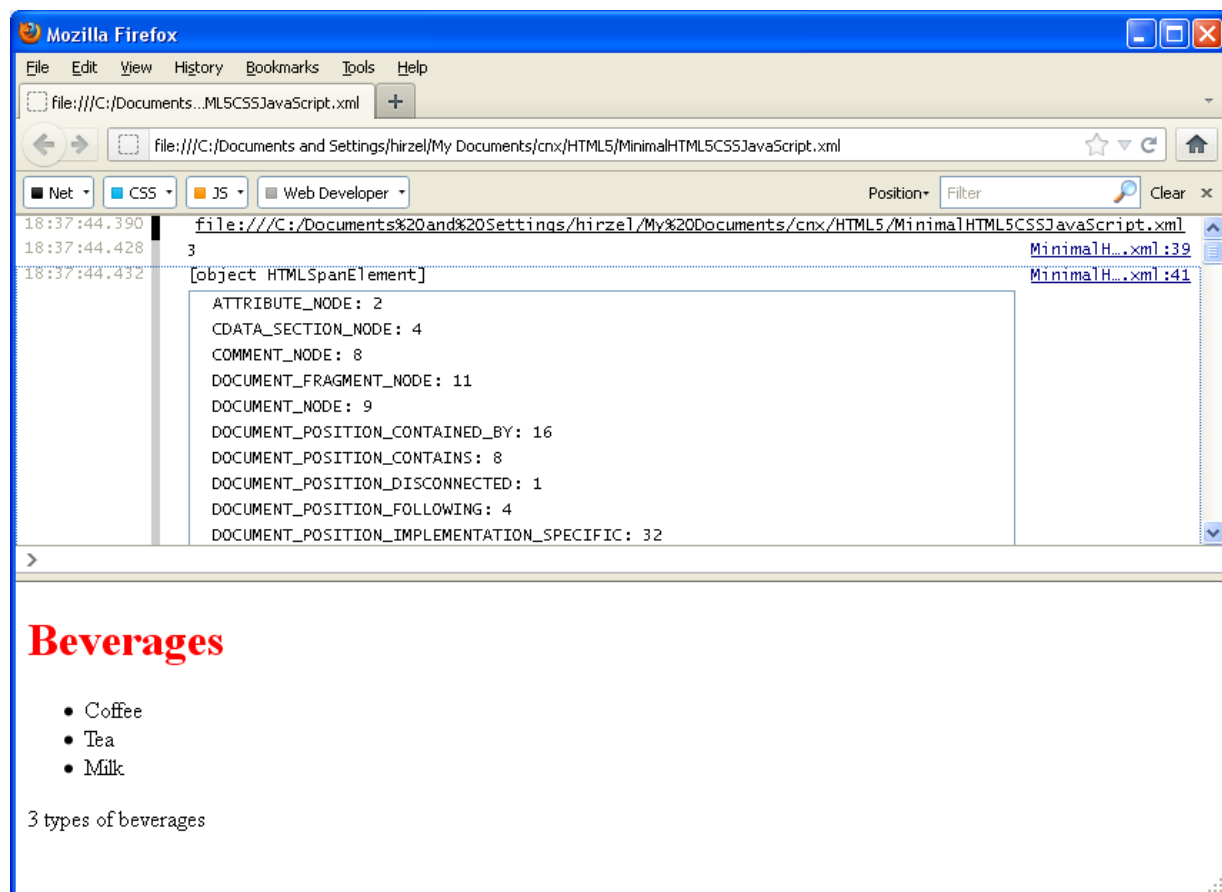 Mozilla Firefox
File Edit View History Bookmarks Tools Help
file:///C:/Documents...ML5CSSJavaScript.xml +
file:///C:/Documents and Settings/hirzel/My Documents/cnx/HTML5/MinimalHTML5CSSJavaScript.xml
Net CSS JS Web Developer Position Filter Clear
18:37:44.390 file:///C:/Documents%20and%20Settings/hirzel/My%20Documents/cnx/HTML5/MinimalHTML5CSSJavaScript.xml
18:37:44.428 3 MinimalH….xml:39
18:37:44.432 [object HTMLSpanElement] MinimalH….xml:41
ATTRIBUTE_NODE: 2
CDATA_SECTION_NODE: 4
COMMENT_NODE: 8
DOCUMENT_FRAGMENT_NODE: 11
DOCUMENT_NODE: 9
DOCUMENT_POSITION_CONTAINED_BY: 16
DOCUMENT_POSITION_CONTAINS: 8
DOCUMENT_POSITION_DISCONNECTED: 1
DOCUMENT_POSITION_FOLLOWING: 4
DOCUMENT_POSITION_IMPLEMENTATION_SPECIFIC: 32
Beverages
• Coffee
• Tea
• Milk
3 types of beverages